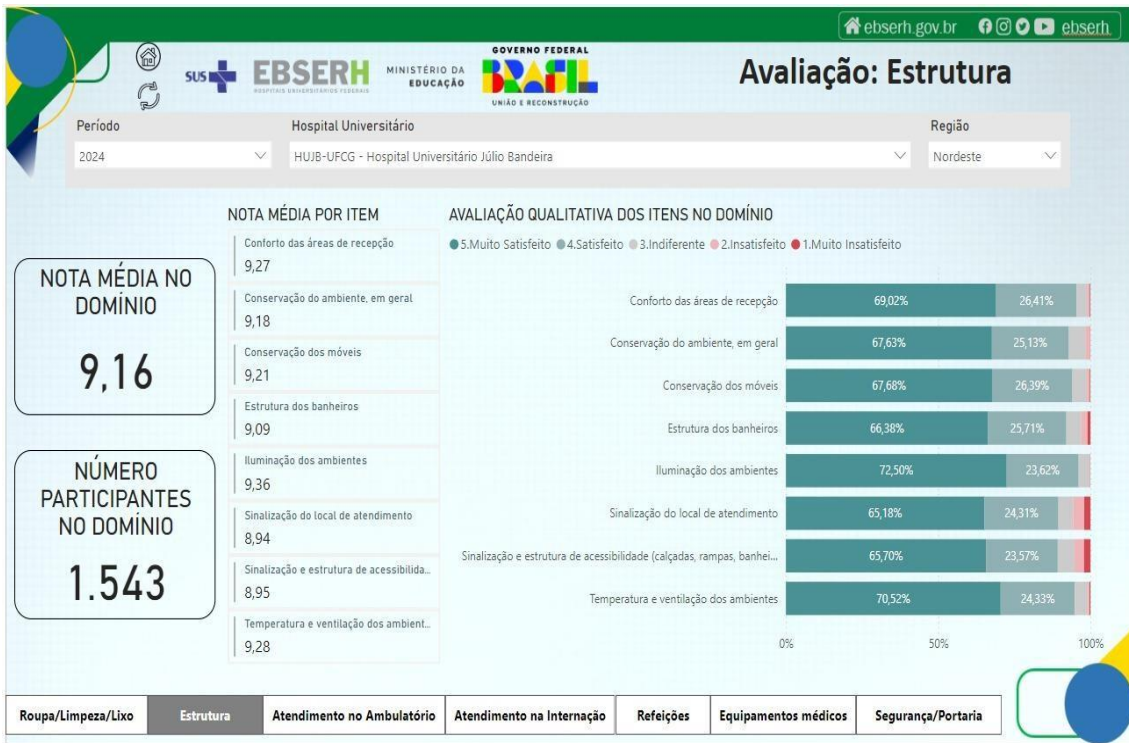 ebserh.gov.br ebserh
SUS EBSERH HOSPITAIS UNIVERSITÁRIOS FEDERAIS MINISTÉRIO DA EDUCAÇÃO
GOVERNO FEDERAL
BRASIL
UNIÃO E RECONSTRUÇÃO
Avaliação: Estrutura
Período Hospital Universitário Região
2024 HUJB-UFCG - Hospital Universitário Júlio Bandeira Nordeste
NOTA MÉDIA NO
DOMÍNIO
9,16
NÚMERO
PARTICIPANTES
NO DOMÍNIO
1.543
NOTA MÉDIA POR ITEM
Conforto das áreas de recepção
9,27
Conservação do ambiente, em geral
9,18
Conservação dos móveis
9,21
Estrutura dos banheiros
9,09
Iluminação dos ambientes
9,36
Sinalização do local de atendimento
8,94
Sinalização e estrutura de acessibilida...
8,95
Temperatura e ventilação dos ambient...
9,28
AVALIAÇÃO QUALITATIVA DOS ITENS NO DOMÍNIO
5.Muito Satisfeito 4.Satisfeito 3.Indiferente 2.Insatisfeito 1.Muito Insatisfeito
Conforto das áreas de recepção 69,02% 26,41%
Conservação do ambiente, em geral 67,63% 25,13%
Conservação dos móveis 67,68% 26,39%
Estrutura dos banheiros 66,38% 25,71%
Iluminação dos ambientes 72,50% 23,62%
Sinalização do local de atendimento 65,18% 24,31%
Sinalização e estrutura de acessibilidade (calçadas, rampas, banhei... 65,70% 23,57%
Temperatura e ventilação dos ambientes 70,52% 24,33%
0% 50% 100%
Roupa/Limpeza/Lixo Estrutura Atendimento no Ambulatório Atendimento na Internação Refeições Equipamentos médicos Segurança/Portaria